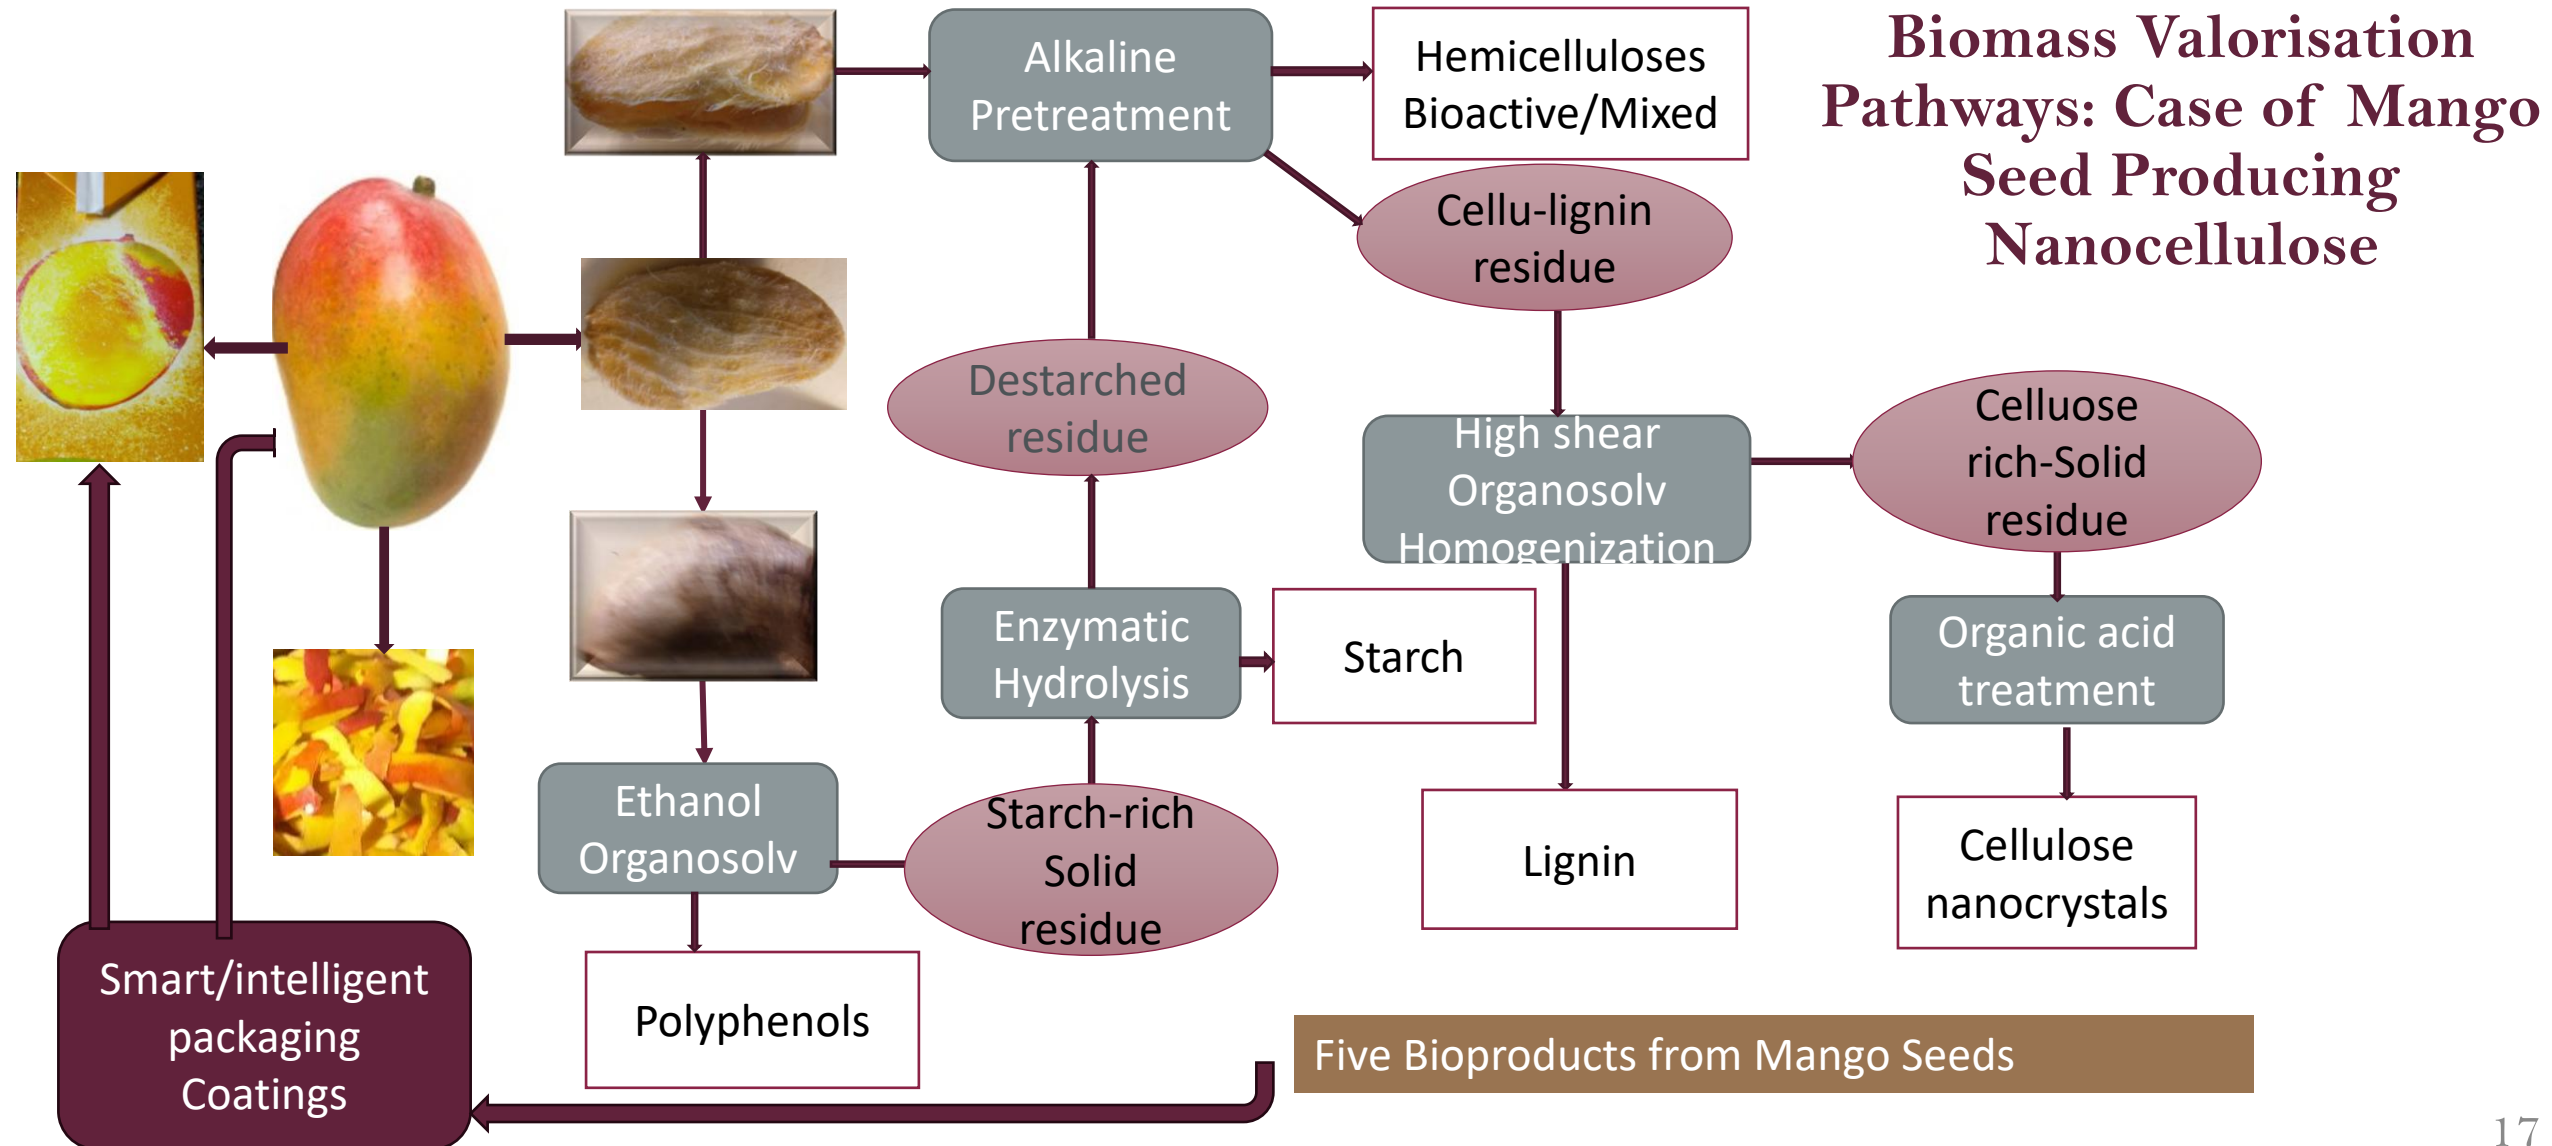 Biomass Valorisation
Pathways: Case of Mango
Seed Producing
Nanocellulose
Alkaline
Pretreatment
Hemicelluloses
Bioactive/Mixed
Cellu-lignin
residue
Destarched
residue
High shear
Organosolv
Homogenization
Celluose
rich-Solid
residue
Enzymatic
Hydrolysis
Starch
Organic acid
treatment
Ethanol
Organosolv
Starch-rich
Solid
residue
Lignin
Cellulose
nanocrystals
Smart/intelligent
packaging
Coatings
Polyphenols
Five Bioproducts from Mango Seeds
17